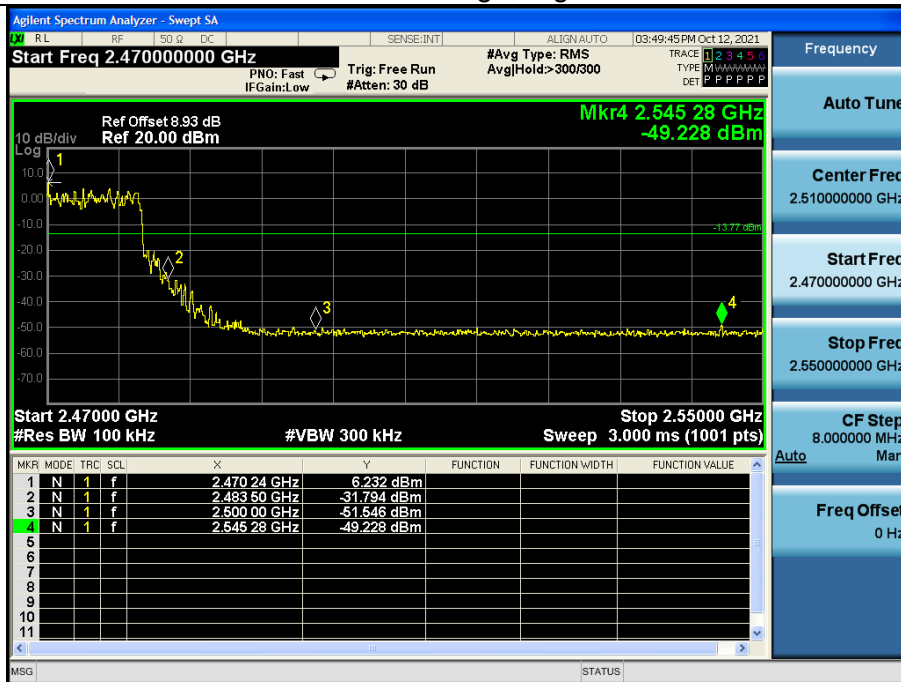 Agilent Spectrum Analyzer - Swept SA
LXI RL RF 50 Ω DC SENSE:INT ALIGN AUTO 03:49:45 PM Oct 12, 2021
Start Freq 2.470000000 GHz
PNO: Fast
IFGain:Low
Trig: Free Run
#Atten: 30 dB
#Avg Type: RMS
Avg|Hold:>300/300
TRACE 1 2 3 4 5 6
TYPE M
DET P P P P P P
Frequency
Auto Tune
Center Freq
2.510000000 GHz
Start Freq
2.470000000 GHz
Stop Freq
2.550000000 GHz
CF Step
8.000000 MHz
Auto Man
Freq Offset
0 Hz
Mkr4 2.545 28 GHz
-49.228 dBm
Ref Offset 8.93 dB
10 dB/div Ref 20.00 dBm
Log
1
10.0
0.00
-10.0
-13.77 dBm
-20.0
2
-30.0
-40.0
3
4
-50.0
-60.0
-70.0
Start 2.47000 GHz Stop 2.55000 GHz
#Res BW 100 kHz #VBW 300 kHz Sweep 3.000 ms (1001 pts)
MKR MODE TRC SCL X Y FUNCTION FUNCTION WIDTH FUNCTION VALUE
1 N 1 f 2.470 24 GHz 6.232 dBm
2 N 1 f 2.483 50 GHz -31.794 dBm
3 N 1 f 2.500 00 GHz -51.546 dBm
4 N 1 f 2.545 28 GHz -49.228 dBm
5
6
7
8
9
10
11
MSG STATUS